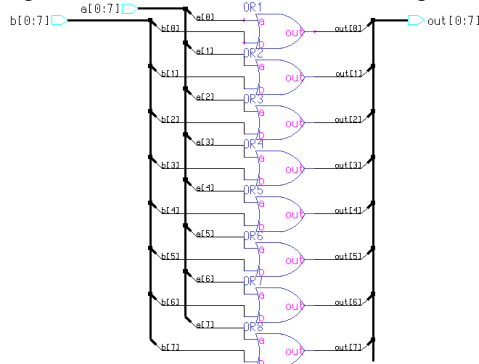 a[0:7]
OR1
b[0:7]
out[0:7]
a[0]
b[0]
a
b
out
out[0]
OR2
a[1]
b[1]
a
b
out
out[1]
OR3
a[2]
b[2]
a
b
out
out[2]
OR4
a[3]
b[3]
a
b
out
out[3]
OR5
a[4]
b[4]
a
b
out
out[4]
OR6
a[5]
b[5]
a
b
out
out[5]
OR7
a[6]
b[6]
a
b
out
out[6]
OR8
a[7]
b[7]
a
b
out
out[7]